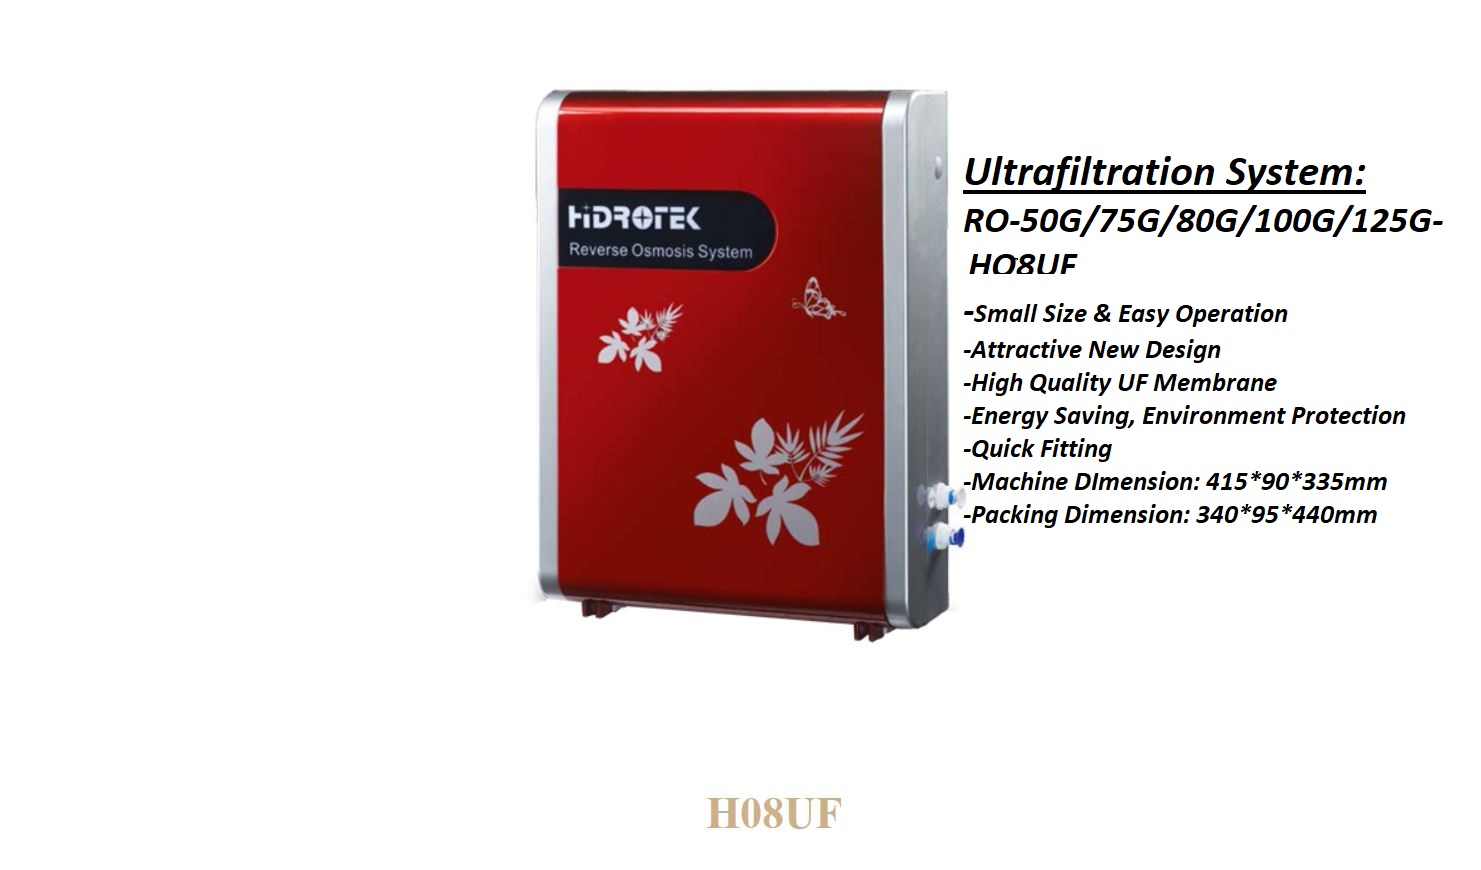 HIDROTEK
Reverse Osmosis System
Ultrafiltration System:
RO-50G/75G/80G/100G/125G-
HO8UF
-Small Size & Easy Operation
-Attractive New Design
-High Quality UF Membrane
-Energy Saving, Environment Protection
-Quick Fitting
-Machine DImension: 415*90*335mm
-Packing Dimension: 340*95*440mm
H08UF